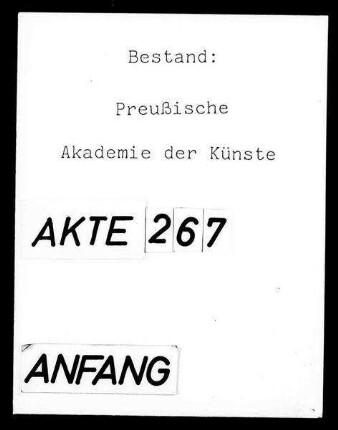 Bestand:
Preußische
Akademie der Künste
AKTE 267
ANFANG